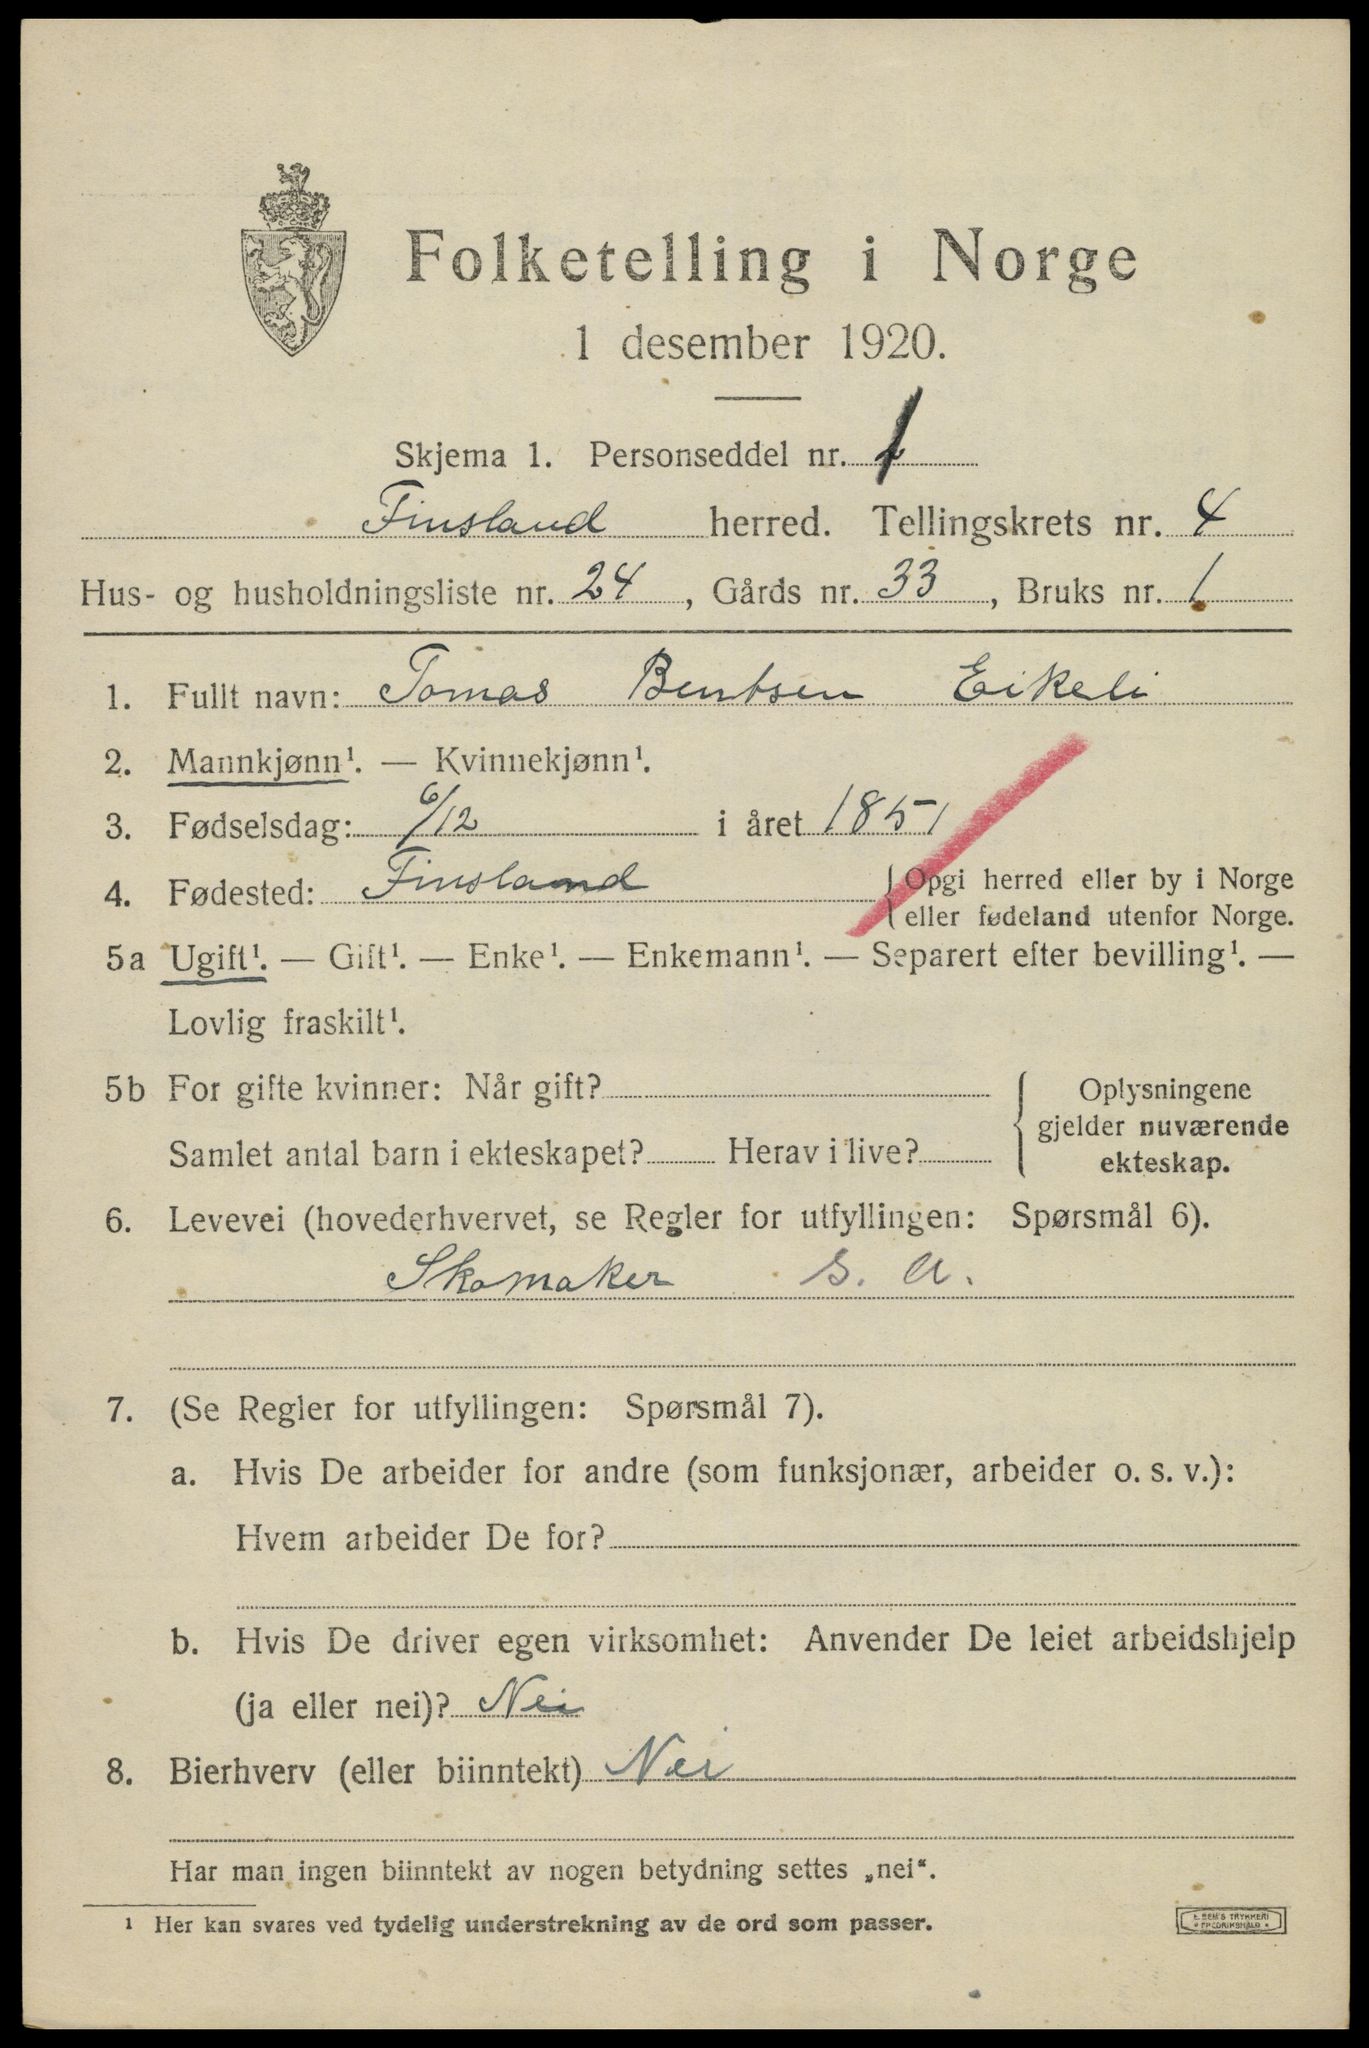 Folketelling i Norge
1 desember 1920.
Skjema 1. Personseddel nr. 1
Finsland herred. Tellingskrets nr. 4
Hus- og husholdningsliste nr. 24, Gårds nr. 33, Bruks nr. 1
1. Fullt navn: Tomas Bentsen Eikeli
2. Mannkjønn¹. — Kvinnekjønn¹.
3. Fødselsdag: 6/12 i året 1851
4. Fødested: Finsland {Opgi herred eller by i Norge
eller fødeland utenfor Norge.
5a Ugift¹. — Gift¹. — Enke¹. — Enkemann¹. — Separert efter bevilling¹. —
Lovlig fraskilt¹.
5b For gifte kvinner: Når gift?
Samlet antal barn i ekteskapet? Herav i live?
Oplysningene
gjelder nuværende
ekteskap.
6. Levevei (hovederhvervet, se Regler for utfyllingen: Spørsmål 6).
Skomaker S. A.
7. (Se Regler for utfyllingen: Spørsmål 7).
a. Hvis De arbeider for andre (som funksjonær, arbeider o. s. v.):
Hvem arbeider De for?
b. Hvis De driver egen virksomhet: Anvender De leiet arbeidshjelp
(ja eller nei)? Nei
8. Bierhverv (eller biinntekt) Nei
Har man ingen biinntekt av nogen betydning settes „nei“.
¹ Her kan svares ved tydelig understrekning av de ord som passer.
E. SEM'S TRYKKERI
FREDRIKSHALD